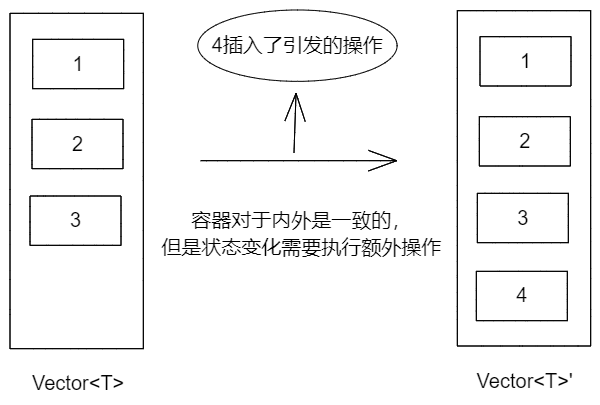 4插入了引发的操作
1
2
3
容器对于内外是一致的，
但是状态变化需要执行额外操作
1
2
3
4
Vector<T>
Vector<T>'